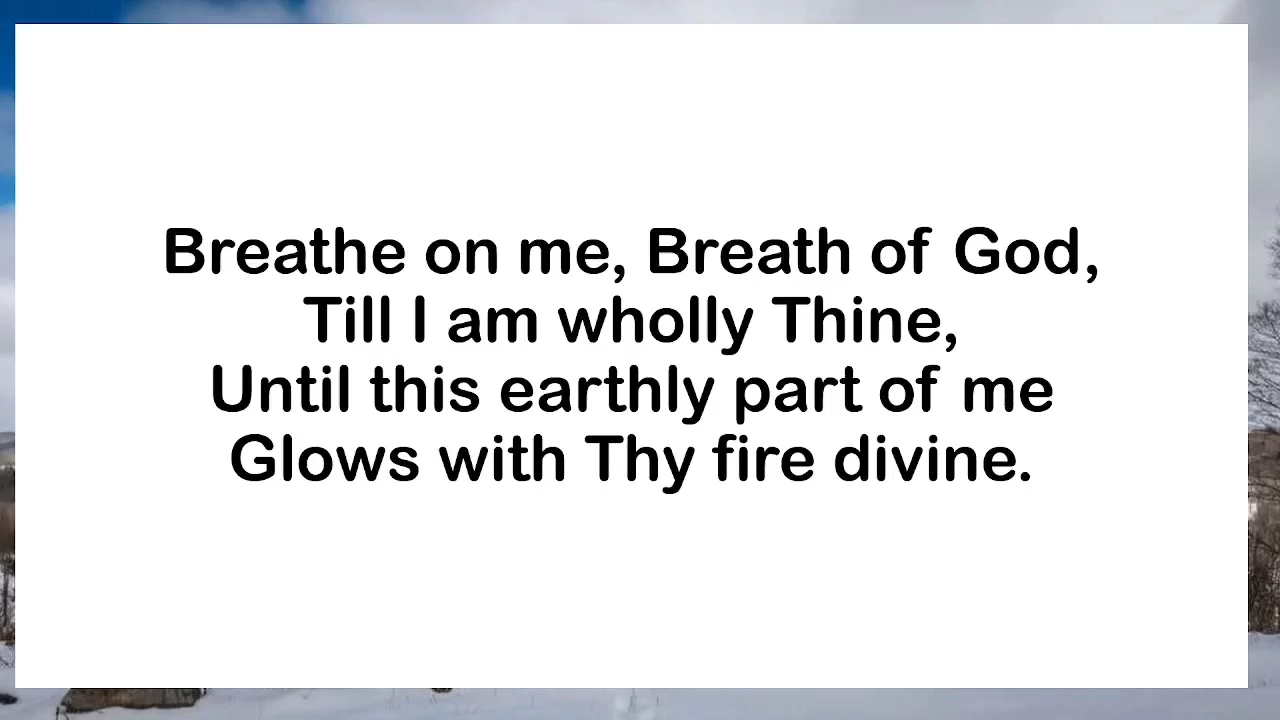 Breathe on me, Breath of God,
Till I am wholly Thine,
Until this earthly part of me
Glows with Thy fire divine.